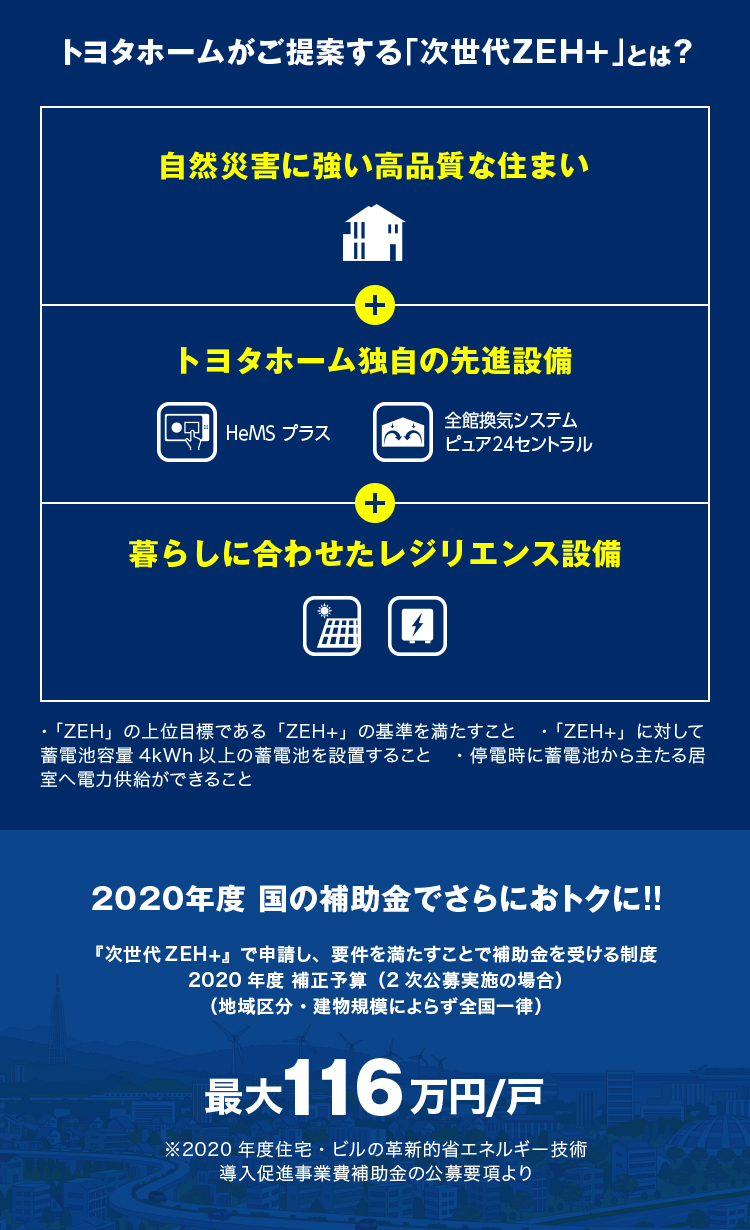 トヨタホームがご提案する「次世代ZEH+」とは?
自然災害に強い高品質な住まい
+
トヨタホーム独自の先進設備
HeMS プラス
全館換気システム
ピュア24セントラル
+
暮らしに合わせたレジリエンス設備
・「ZEH」の上位目標である「ZEH+」の基準を満たすこと ・「ZEH+」に対して
蓄電池容量 4kWh 以上の蓄電池を設置すること ・停電時に蓄電池から主たる居
室へ電力供給ができること
2020年度 国の補助金でさらにおトクに!!
『次世代 ZEH+』で申請し、要件を満たすことで補助金を受ける制度
2020 年度 補正予算(2 次公募実施の場合)
(地域区分・建物規模によらず全国一律)
最大116万円/戸
※2020 年度住宅・ビルの革新的省エネルギー技術
導入促進事業費補助金の公募要項より